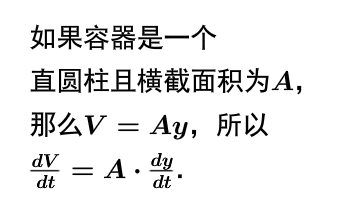 如果容器是一个
直圆柱且横截面积为A,
那么V = Ay, 所以
dV/dt = A · dy/dt.